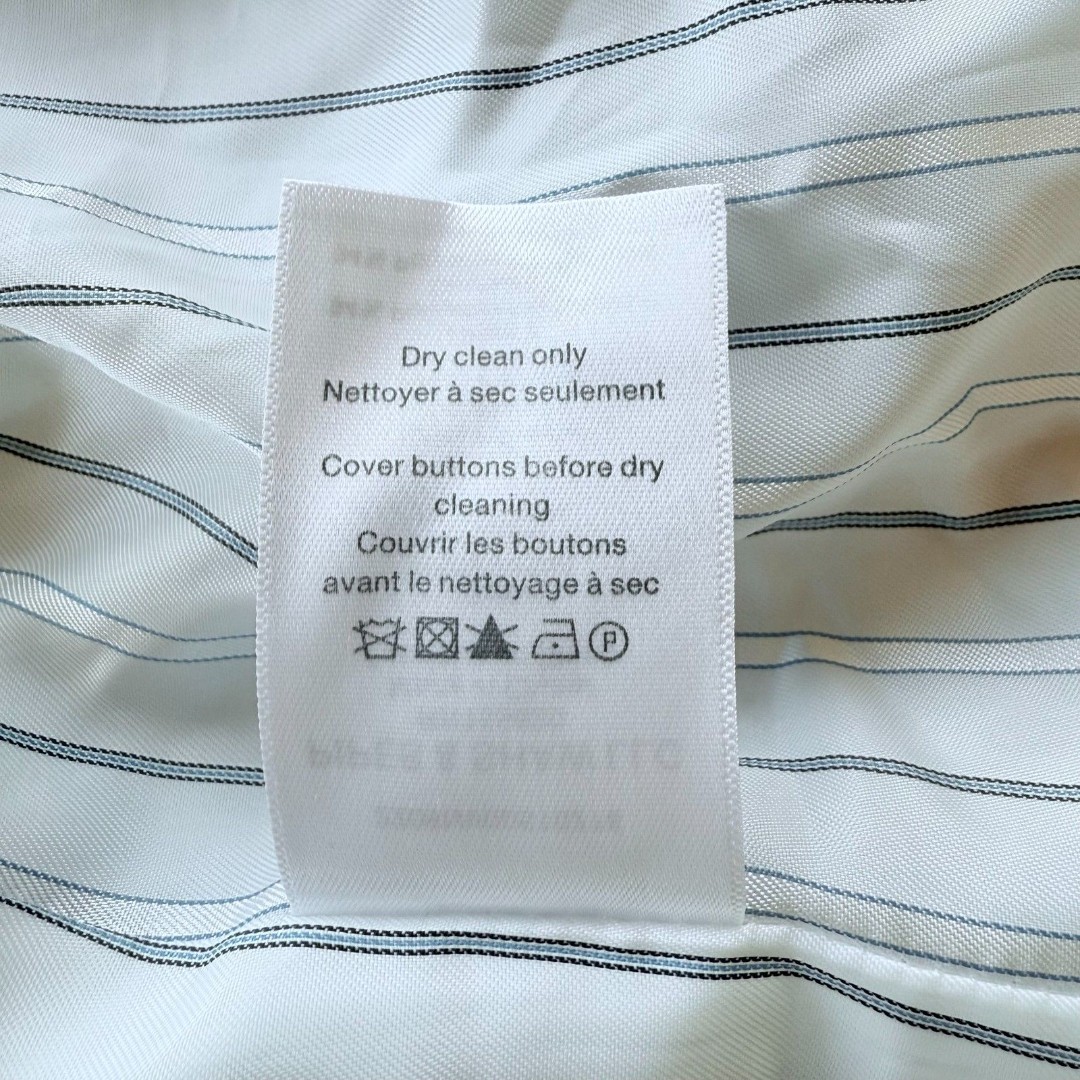 Dry clean only
Nettoyer à sec seulement
Cover buttons before dry
cleaning
Couvrir les boutons
avant le nettoyage à sec
P